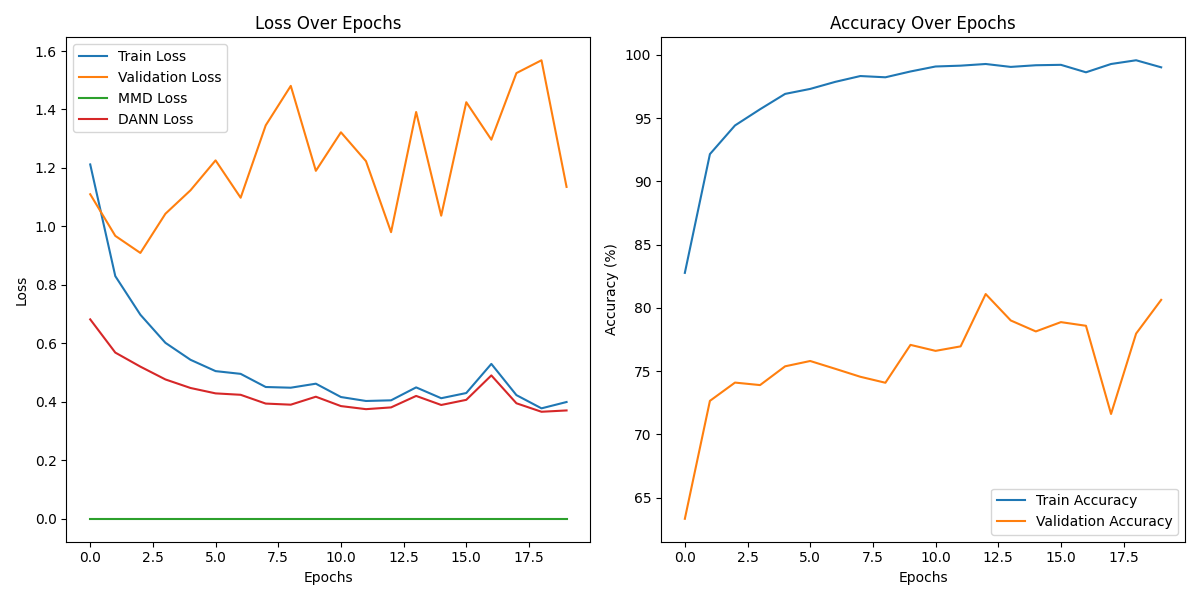 Loss Over Epochs
Train Loss
Validation Loss
MMD Loss
DANN Loss
1.6
1.4
1.2
1.0
0.8
0.6
0.4
0.2
0.0
Loss
0.0 2.5 5.0 7.5 10.0 12.5 15.0 17.5
Epochs
Accuracy Over Epochs
100
95
90
85
80
75
70
65
Accuracy (%)
Train Accuracy
Validation Accuracy
0.0 2.5 5.0 7.5 10.0 12.5 15.0 17.5
Epochs